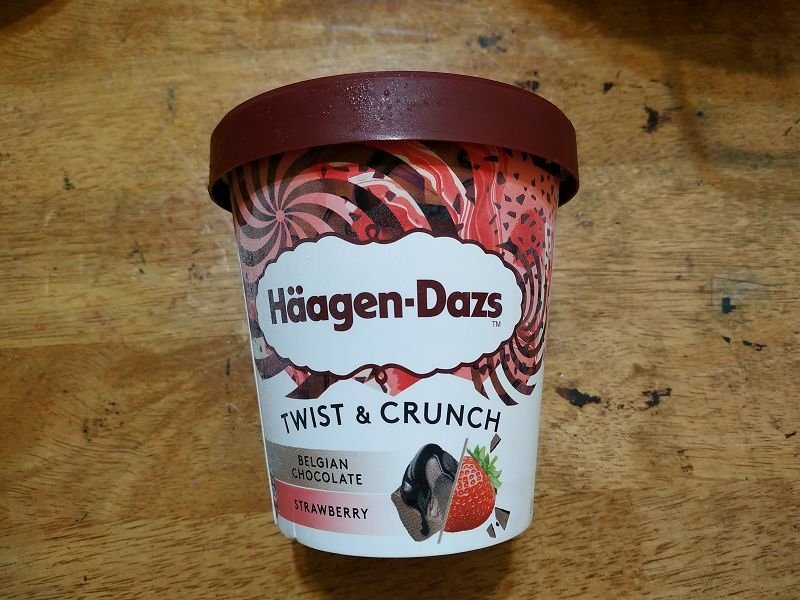 Häagen-Dazs
TM
TWIST & CRUNCH
BELGIAN
CHOCOLATE
STRAWBERRY